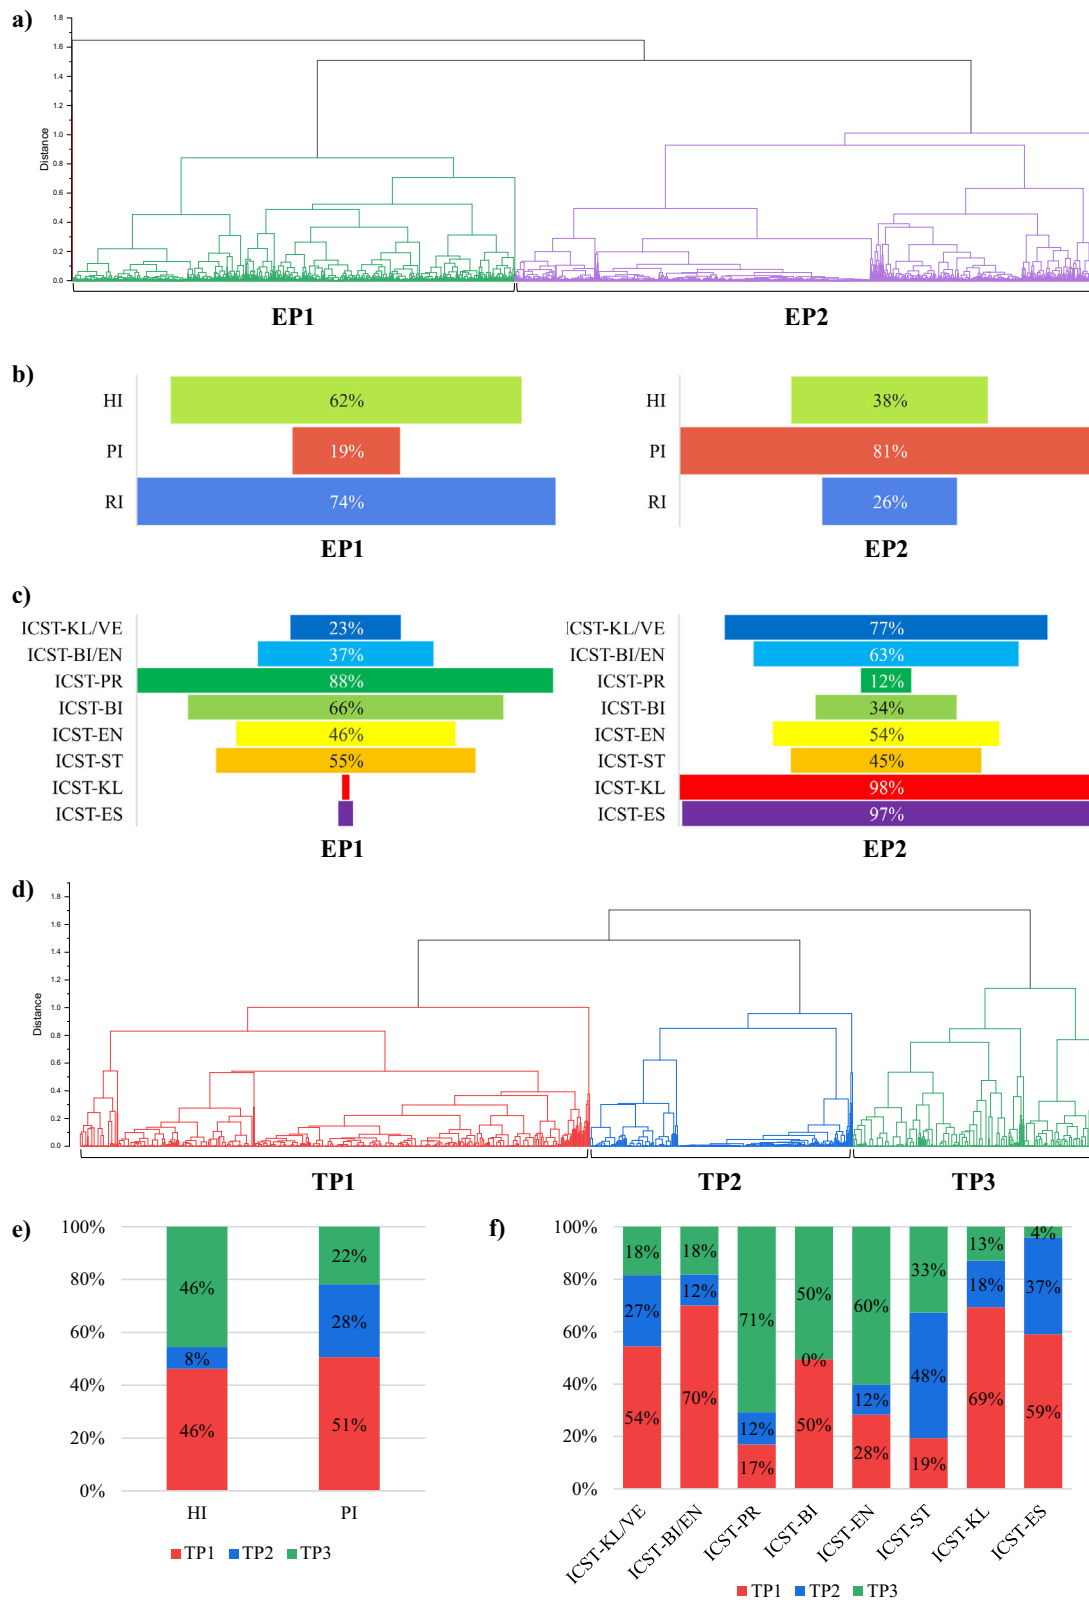 a)
1.8
1.6
1.4
1.2
1.0
0.8
0.6
0.4
0.2
0.0
Distance
EP1
EP2
b)
HI
PI
RI
62%
19%
74%
EP1
HI
PI
RI
38%
81%
26%
EP2
c)
ICST-KL/VE
ICST-BI/EN
ICST-PR
ICST-BI
ICST-EN
ICST-ST
ICST-KL
ICST-ES
23%
37%
88%
66%
46%
55%
EP1
ICST-KL/VE
ICST-BI/EN
ICST-PR
ICST-BI
ICST-EN
ICST-ST
ICST-KL
ICST-ES
77%
63%
12%
34%
54%
45%
98%
97%
EP2
d)
1.8
1.6
1.4
1.2
1.0
0.8
0.6
0.4
0.2
0.0
Distance
TP1
TP2
TP3
e)
100%
80%
60%
40%
20%
0%
46%
8%
46%
22%
28%
51%
HI
PI
TP1 TP2 TP3
f)
100%
80%
60%
40%
20%
0%
18%
27%
54%
18%
12%
70%
71%
12%
17%
50%
0%
50%
60%
12%
28%
33%
48%
19%
13%
18%
69%
4%
37%
59%
ICST-KL/VE
ICST-BI/EN
ICST-PR
ICST-BI
ICST-EN
ICST-ST
ICST-KL
ICST-ES
TP1 TP2 TP3